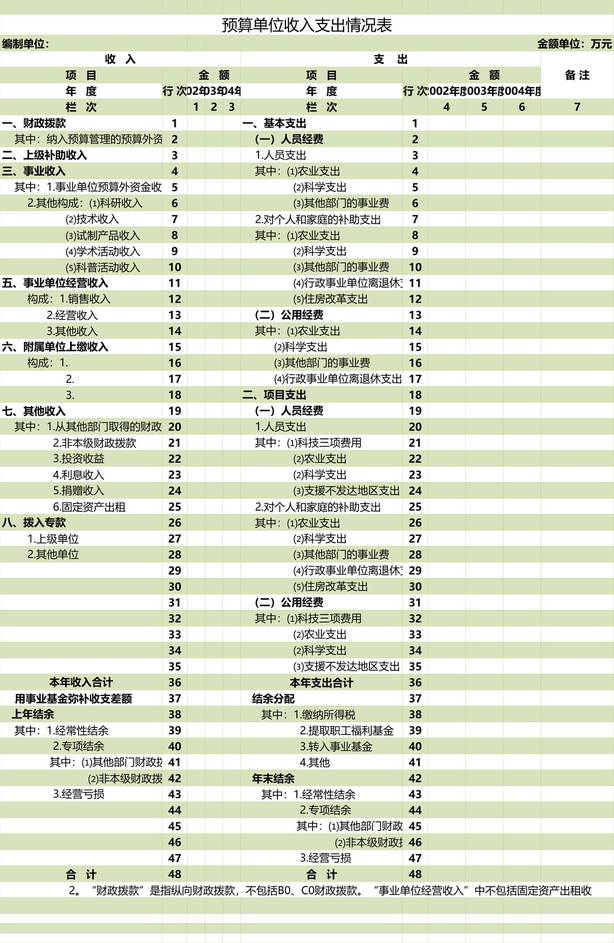 预算单位收入支出情况表
编制单位： 金额单位：万元
收 入 支 出 备 注
项 目 行 次 金 额 项 目 行 次 金 额
年 度 02年 03年 04年 年 度 2002年度 2003年度 2004年度
栏 次 1 2 3 栏 次 4 5 6 7
一、财政拨款 1 一、基本支出 1
其中：纳入预算管理的预算外资 2 （一）人员经费 2
二、上级补助收入 3 1.人员支出 3
三、事业收入 4 其中：⑴农业支出 4
其中：1.事业单位预算外资金收 5 ⑵科学支出 5
2.其他构成：⑴科研收入 6 ⑶其他部门的事业费 6
⑵技术收入 7 2.对个人和家庭的补助支出 7
⑶试制产品收入 8 其中：⑴农业支出 8
⑷学术活动收入 9 ⑵科学支出 9
⑸科普活动收入 10 ⑶其他部门的事业费 10
五、事业单位经营收入 11 ⑷行政事业单位离退休支 11
构成：1.销售收入 12 ⑸住房改革支出 12
2.经营收入 13 （二）公用经费 13
3.其他收入 14 其中：⑴农业支出 14
六、附属单位上缴收入 15 ⑵科学支出 15
构成：1. 16 ⑶其他部门的事业费 16
2. 17 ⑷行政事业单位离退休支出 17
3. 18 二、项目支出 18
七、其他收入 19 （一）人员经费 19
其中：1.从其他部门取得的财政 20 1.人员支出 20
2.非本级财政拨款 21 其中：⑴科技三项费用 21
3.投资收益 22 ⑵农业支出 22
4.利息收入 23 ⑵科学支出 23
5.捐赠收入 24 ⑶支援不发达地区支出 24
6.固定资产出租 25 2.对个人和家庭的补助支出 25
八、拨入专款 26 其中：⑴农业支出 26
1.上级单位 27 ⑵科学支出 27
2.其他单位 28 ⑶其他部门的事业费 28
29 ⑷行政事业单位离退休支 29
30 ⑸住房改革支出 30
31 （二）公用经费 31
32 其中：⑴科技三项费用 32
33 ⑵农业支出 33
34 ⑵科学支出 34
35 ⑶支援不发达地区支出 35
本年收入合计 36 本年支出合计 36
用事业基金弥补收支差额 37 结余分配 37
上年结余 38 其中：1.缴纳所得税 38
其中：1.经常性结余 39 2.提取职工福利基金 39
2.专项结余 40 3.转入事业基金 40
其中：⑴其他部门财政拨 41 4.其他 41
⑵非本级财政拨 42 年末结余 42
3.经营亏损 43 其中：1.经常性结余 43
44 2.专项结余 44
45 其中：⑴其他部门财政 45
46 ⑵非本级财政拨 46
47 3.经营亏损 47
合 计 48 合 计 48
2。“财政拨款”是指纵向财政拨款，不包括B0、C0财政拨款。“事业单位经营收入”中不包括固定资产出租收